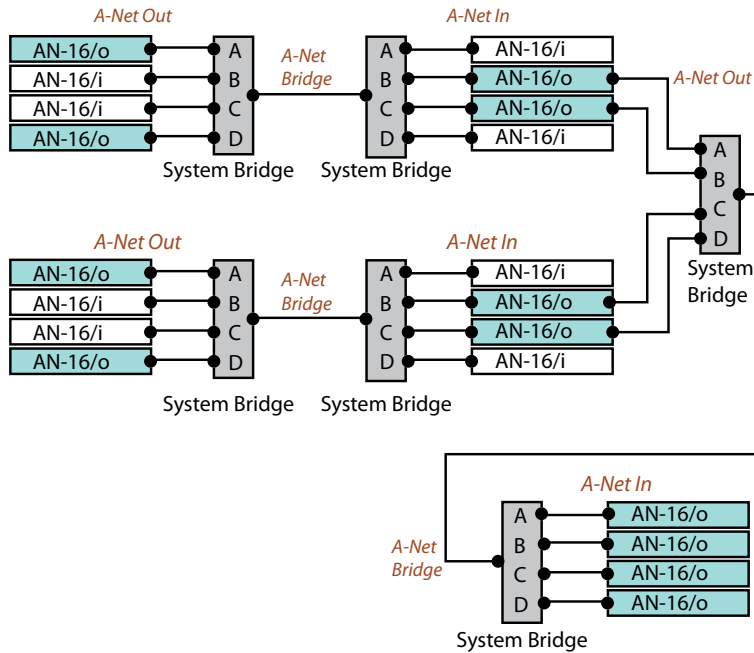 A-Net Out
A-Net In
AN-16/o
AN-16/i
AN-16/i
AN-16/o
A
B
C
D
System Bridge
A-Net
Bridge
A
B
C
D
System Bridge
AN-16/i
AN-16/o
AN-16/o
AN-16/i
A-Net Out
A
B
C
D
System
Bridge
A-Net Out
A-Net In
AN-16/o
AN-16/i
AN-16/i
AN-16/o
A
B
C
D
System Bridge
A-Net
Bridge
A
B
C
D
System Bridge
AN-16/i
AN-16/o
AN-16/o
AN-16/i
A-Net
Bridge
A
B
C
D
System Bridge
A-Net In
AN-16/o
AN-16/o
AN-16/o
AN-16/o